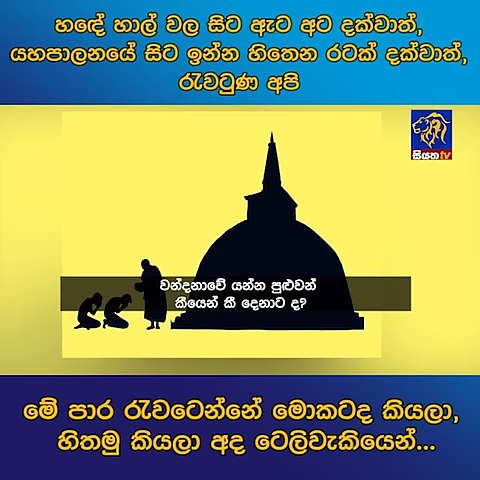 හඳේ හාල් වල සිට ඇට අට දක්වාත්,
යහපාලනයේ සිට ඉන්න හිතෙන රටක් දක්වාත්,
රැවටුණ අපි
සියත tv
වන්දනාවේ යන්න පුළුවන්
කීයෙන් කී දෙනාට ද?
මේ පාර රැවටෙන්නේ මොකටද කියලා,
හිතමු කියලා අද ටෙලිවැකියෙන්...